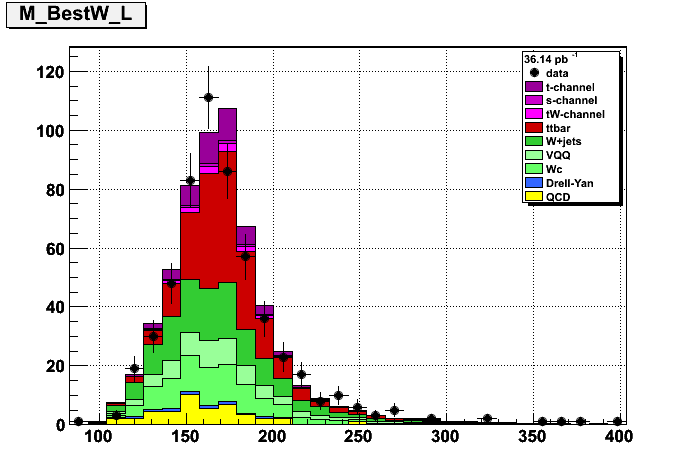 M_BestW_L
36.14 pb⁻¹
data
t-channel
s-channel
tW-channel
ttbar
W+jets
VQQ
Wc
Drell-Yan
QCD
120
100
80
60
40
20
0
100 150 200 250 300 350 400